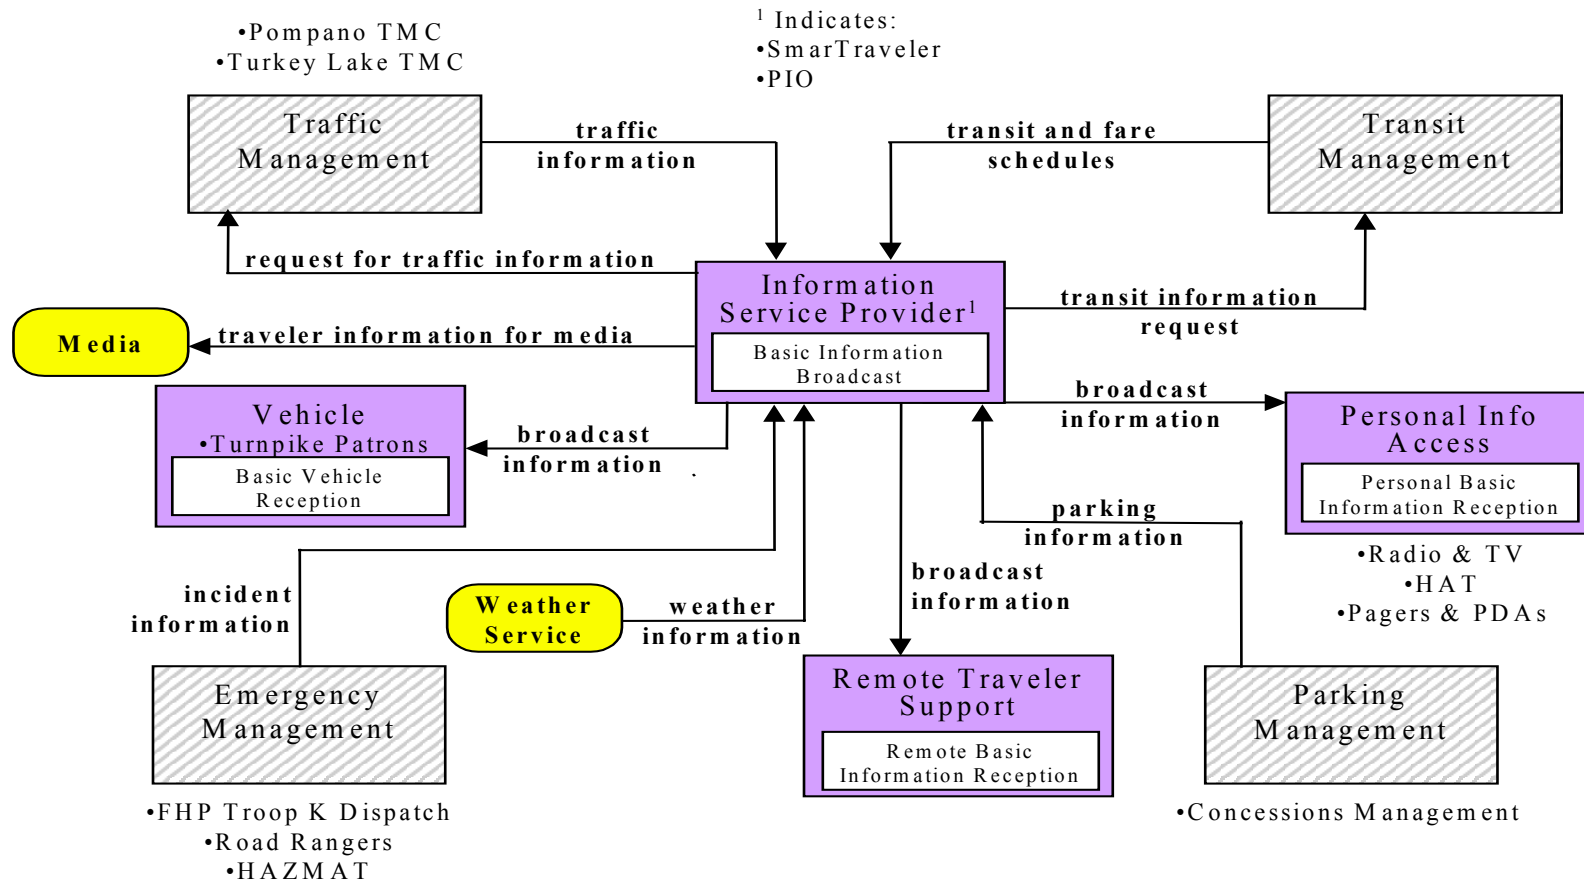 •Pompano TMC
•Turkey Lake TMC
¹ Indicates:
•SmarTraveler
•PIO
Traffic
Management
traffic
information
transit and fare
schedules
Transit
Management
request for traffic information
Information
Service Provider¹
Basic Information
Broadcast
transit information
request
Media
traveler information for media
Vehicle
•Turnpike Patrons
Basic Vehicle
Reception
broadcast
information
broadcast
information
Personal Info
Access
Personal Basic
Information Reception
•Radio & TV
•HAT
•Pagers & PDAs
parking
information
incident
information
Weather
Service
weather
information
broadcast
information
Emergency
Management
•FHP Troop K Dispatch
•Road Rangers
•HAZMAT
Remote Traveler
Support
Remote Basic
Information Reception
Parking
Management
•Concessions Management